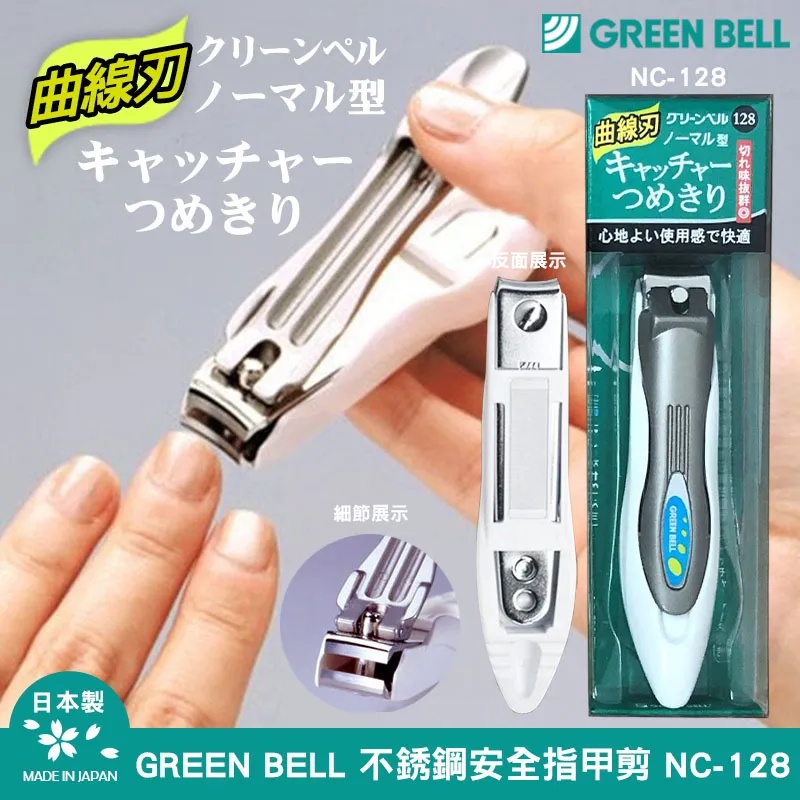 曲線刃
クリーンペル
ノーマル型
キャッチャー
つめきり
GREEN BELL
NC-128
曲線刃
クリーンペル 128
ノーマル型
キャッチャー
つめきり
切れ味抜群◎
心地よい使用感で快適
反面展示
細節展示
GREEN BELL
日本製
MADE IN JAPAN
GREEN BELL 不銹鋼安全指甲剪 NC-128